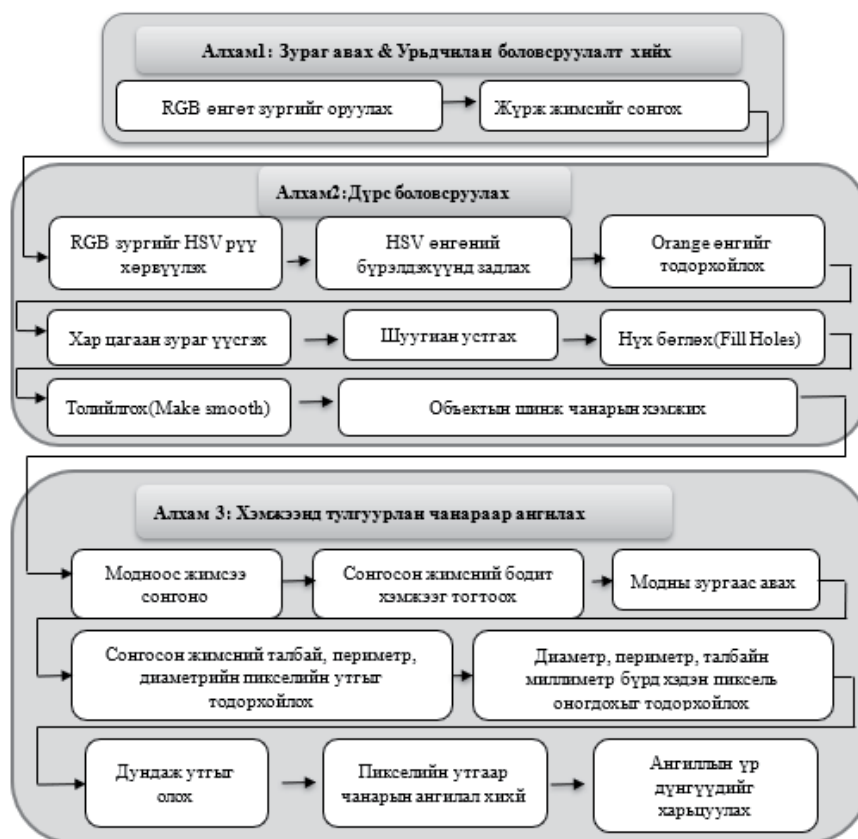 Алхам1: Зураг авах & Урьдчилан боловсруулалт хийх
RGB өнгөт зургийг оруулах
Жүрж жимсийг сонгох
Алхам2:Дүрс боловсруулах
RGB зургийг HSV рүү
хөрвүүлэх
HSV өнгөний
бүрэлдэхүүнд задлах
Orange өнгийг
тодорхойлох
Хар цагаан зураг үүсгэх
Шуугиан устгах
Нүх бөглөх(Fill Holes)
Толийлгох(Make smooth)
Объектын шинж чанарын хэмжих
Алхам 3: Хэмжээнд тулгуурлан чанараар ангилах
Модноос жимсээ
сонгоно
Сонгосон жимсний бодит
хэмжээг тогтоох
Модны зургаас авах
Сонгосон жимсний талбай, периметр,
диаметрийн пикселийн утгыг
тодорхойлох
Диаметр, периметр, талбайн
миллиметр бүрд хэдэн пиксель
оногдохыг тодорхойлох
Дундаж утгыг
олох
Пикселийн утгаар
чанарын ангилал хихй
Ангиллын үр
дүнгүүдийг
харьцуулах